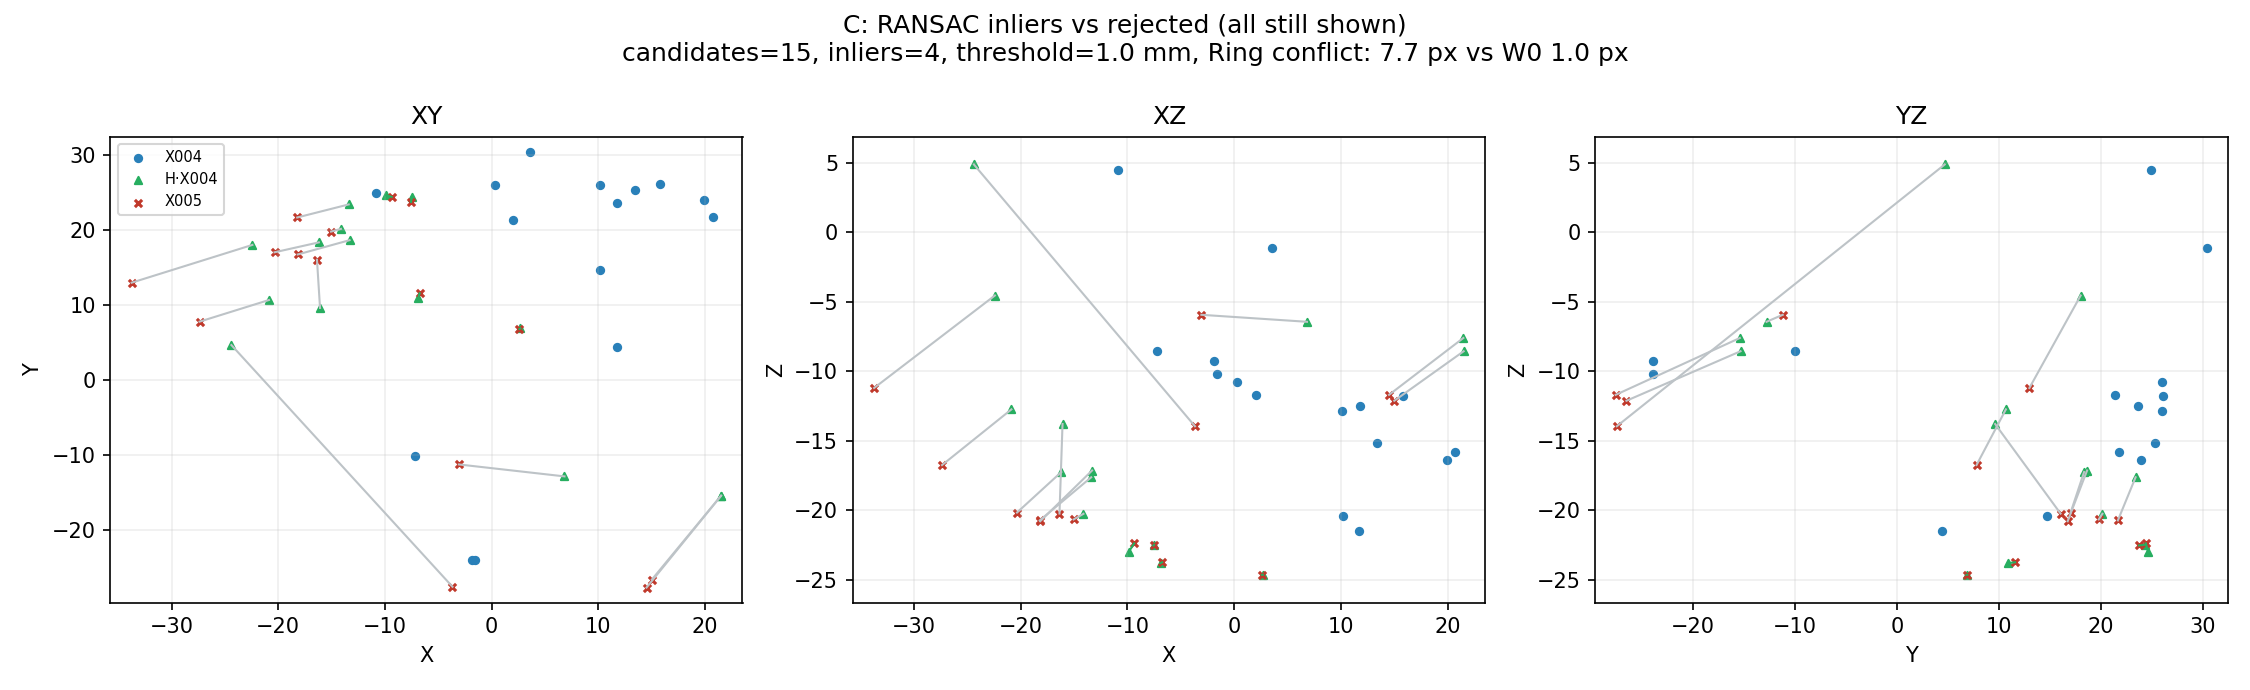 C: RANSAC inliers vs rejected (all still shown)
candidates=15, inliers=4, threshold=1.0 mm, Ring conflict: 7.7 px vs W0 1.0 px
XY
30
20
10
0
−10
−20
Y
X004
H·X004
X005
−30
−20
−10
0
10
20
X
XZ
5
0
−5
−10
−15
−20
−25
Z
−30
−20
−10
0
10
20
X
YZ
5
0
−5
−10
−15
−20
−25
Z
−20
−10
0
10
20
30
Y